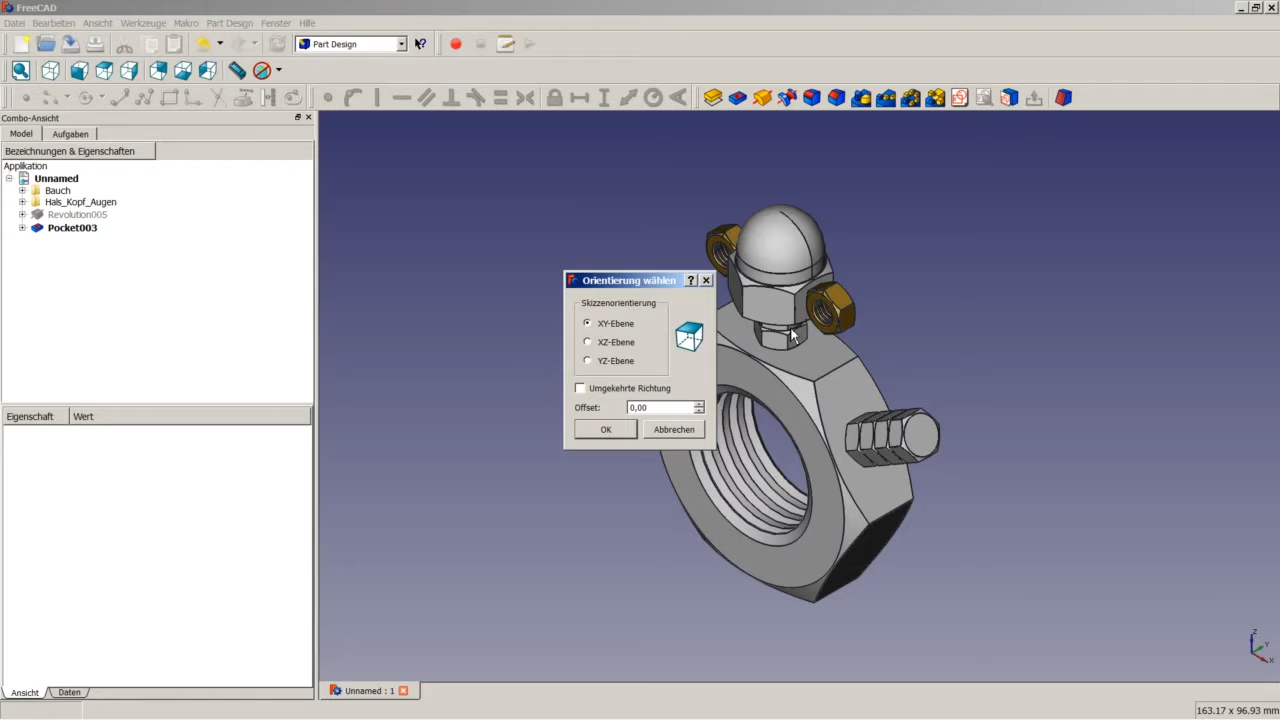 FreeCAD
Datei Bearbeiten Ansicht Werkzeuge Makro Part Design Fenster Hilfe
Part Design
Combo-Ansicht
Model Aufgaben
Bezeichnungen & Eigenschaften
Applikation
Unnamed
Bauch
Hals_Kopf_Augen
Revolution005
Pocket003
Orientierung wählen
Skizzenorientierung
XY-Ebene
XZ-Ebene
YZ-Ebene
Umgekehrte Richtung
Offset: 0,00
OK Abbrechen
Eigenschaft Wert
Z
Y
X
Ansicht Daten
Unnamed : 1
163.17 x 96.93 mm